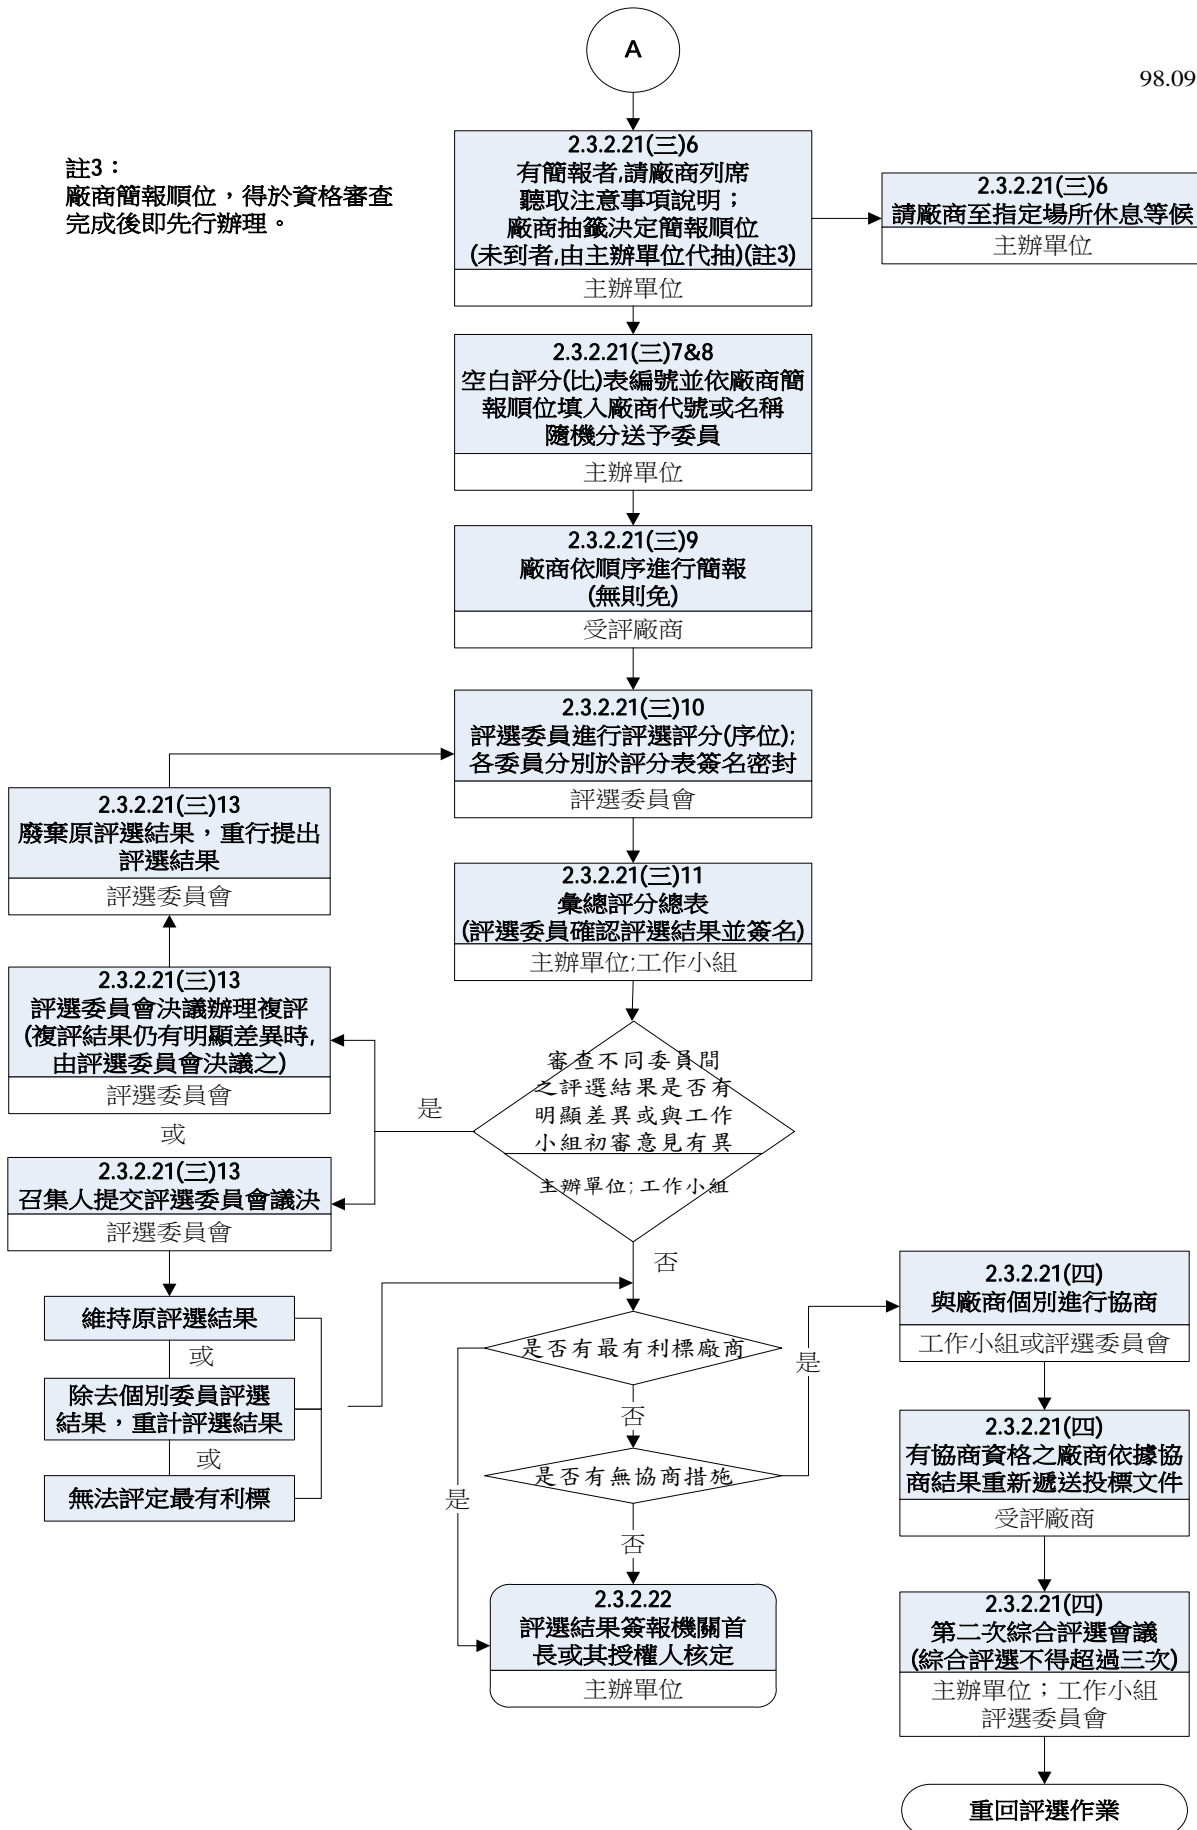 A
98.09
註3：
廠商簡報順位，得於資格審查
完成後即先行辦理。
2.3.2.21(三)6
有簡報者,請廠商列席
聽取注意事項說明；
廠商抽籤決定簡報順位
(未到者,由主辦單位代抽)(註3)
主辦單位
2.3.2.21(三)6
請廠商至指定場所休息等候
主辦單位
2.3.2.21(三)7&8
空白評分(比)表編號並依廠商簡
報順位填入廠商代號或名稱
隨機分送予委員
主辦單位
2.3.2.21(三)9
廠商依順序進行簡報
(無則免)
受評廠商
2.3.2.21(三)10
評選委員進行評選評分(序位);
各委員分別於評分表簽名密封
評選委員會
2.3.2.21(三)13
廢棄原評選結果，重行提出
評選結果
評選委員會
2.3.2.21(三)11
彙總評分總表
(評選委員確認評選結果並簽名)
主辦單位;工作小組
2.3.2.21(三)13
評選委員會決議辦理複評
(複評結果仍有明顯差異時,
由評選委員會決議之)
評選委員會
或
審查不同委員間
之評選結果是否有
明顯差異或與工作
小組初審意見有異
主辦單位;工作小組
是
2.3.2.21(三)13
召集人提交評選委員會議決
評選委員會
否
維持原評選結果
或
除去個別委員評選
結果，重計評選結果
或
無法評定最有利標
是否有最有利標廠商
是
否
是否有無協商措施
是
否
2.3.2.22
評選結果簽報機關首
長或其授權人核定
主辦單位
2.3.2.21(四)
與廠商個別進行協商
工作小組或評選委員會
2.3.2.21(四)
有協商資格之廠商依據協
商結果重新遞送投標文件
受評廠商
2.3.2.21(四)
第二次綜合評選會議
(綜合評選不得超過三次)
主辦單位；工作小組
評選委員會
重回評選作業